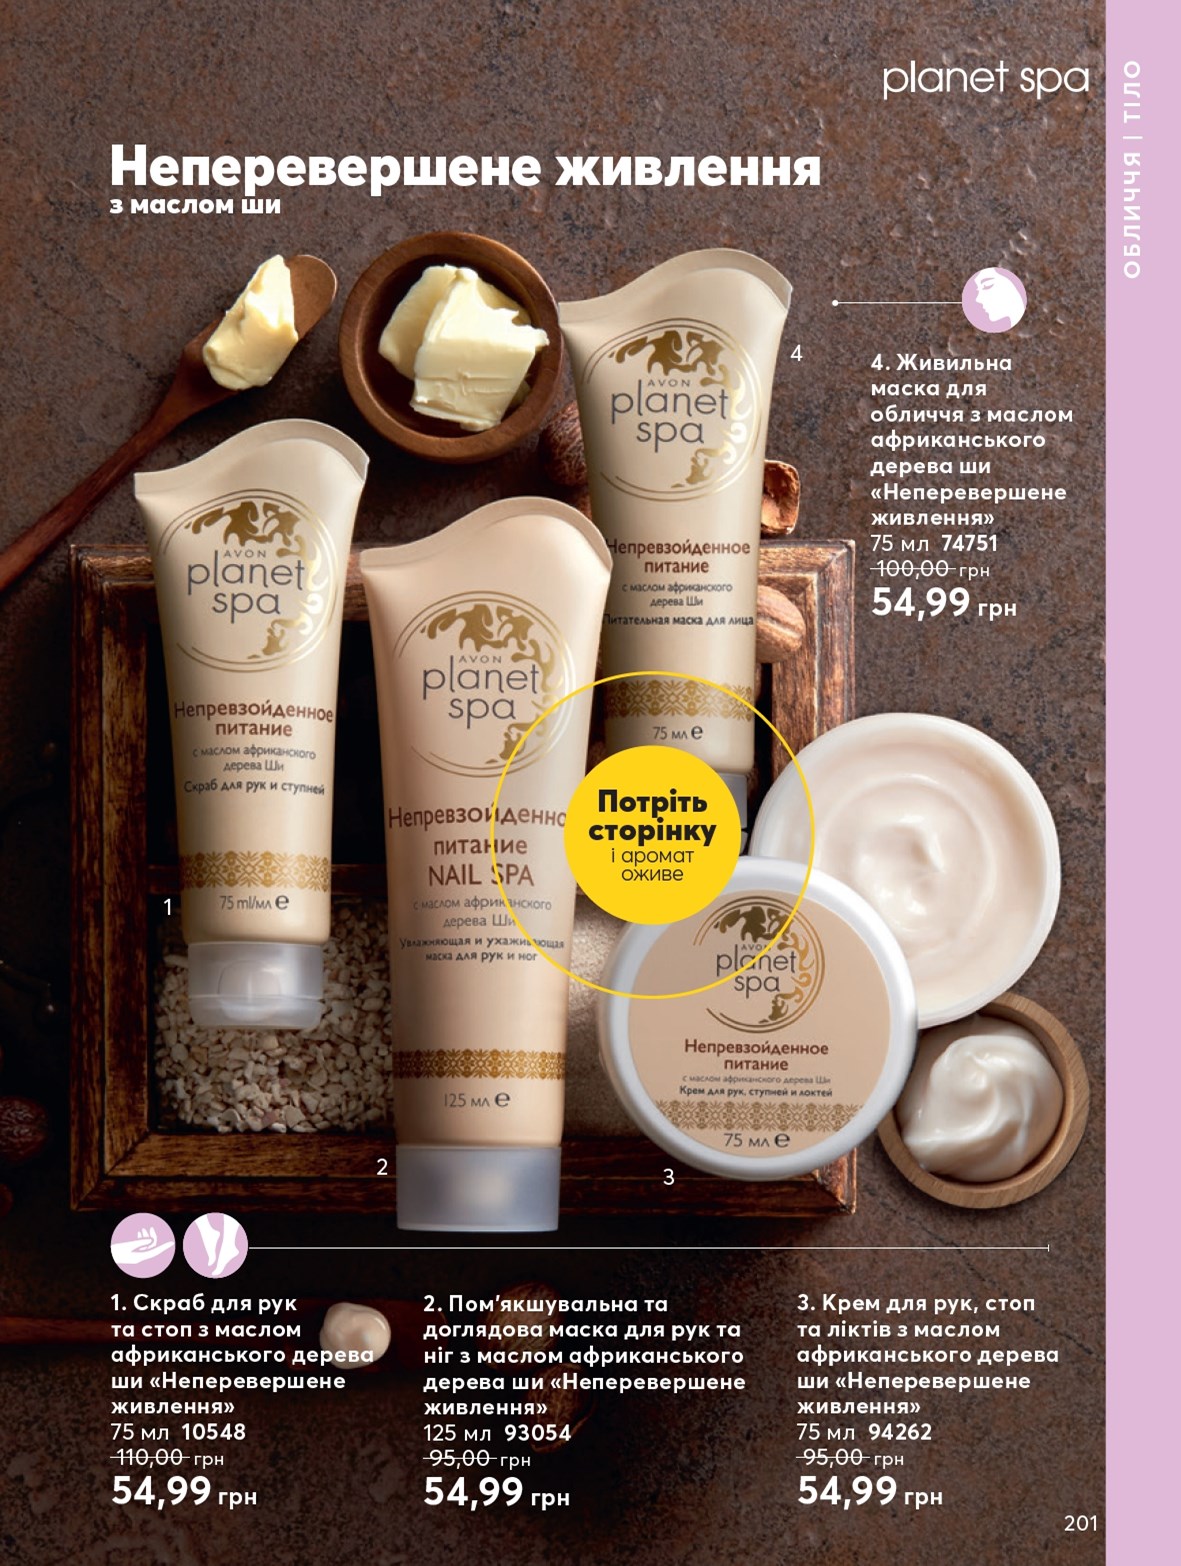 planet spa
ОБЛИЧЧЯ | ТІЛО
Неперевершене живлення
з маслом ши
4
4. Живильна
маска для
обличчя з маслом
африканського
дерева ши
«Неперевершене
живлення»
75 мл 74751
100,00 грн
54,99 грн
AVON
planet
spa
Непревзойденное
питание
с маслом африканского
дерева Ши
Питательная маска для лица
75 мл e
AVON
planet
spa
Непревзойденное
питание
с маслом африканского
дерева Ши
Скраб для рук и ступней
75 ml/мл e
1
AVON
planet
spa
Непревзойденно
питание
NAIL SPA
с маслом африканского
дерева Ши
Увлажняющая и ухаживающая
маска для рук и ног
125 мл e
2
Потріть
сторінку
і аромат
оживе
AVON
planet
spa
Непревзойденное
питание
с маслом африканского дерева Ши
Крем для рук, ступней и локтей
75 мл e
3
1. Скраб для рук
та стоп з маслом
африканського дерева
ши «Неперевершене
живлення»
75 мл 10548
110,00 грн
54,99 грн
2. Пом'якшувальна та
доглядова маска для рук та
ніг з маслом африканського
дерева ши «Неперевершене
живлення»
125 мл 93054
95,00 грн
54,99 грн
3. Крем для рук, стоп
та ліктів з маслом
африканського дерева
ши «Неперевершене
живлення»
75 мл 94262
95,00 грн
54,99 грн
201